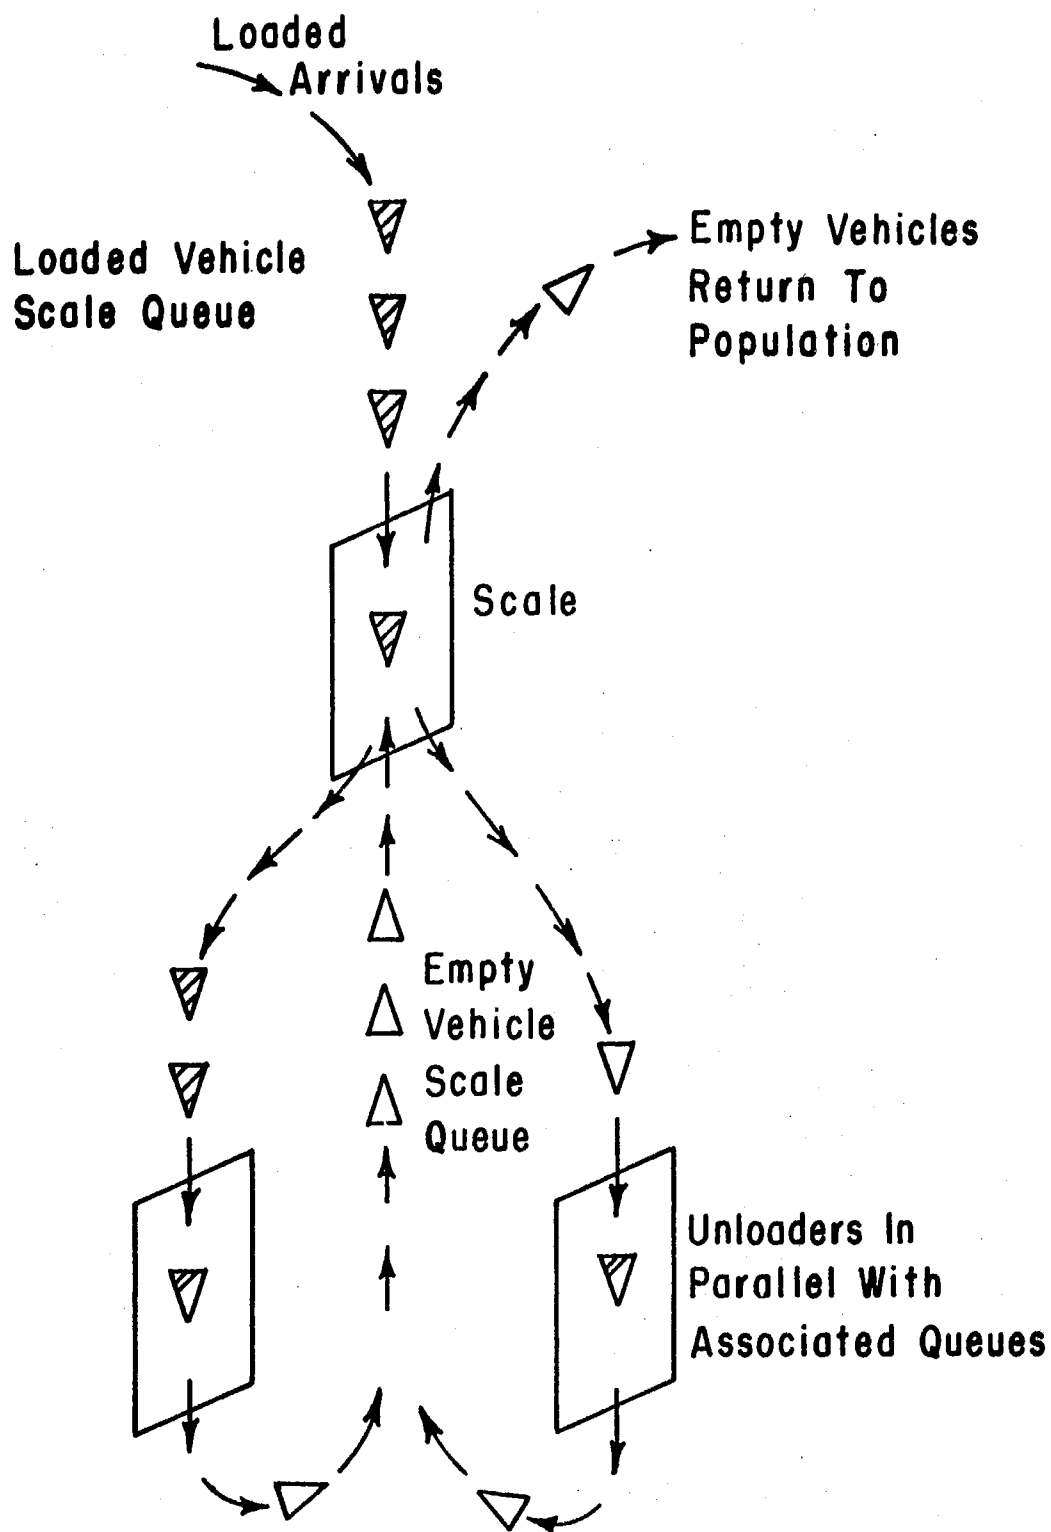 Loaded
Arrivals
Loaded Vehicle
Scale Queue
Empty Vehicles
Return To
Population
Scale
Empty
Vehicle
Scale
Queue
Unloaders In
Parallel With
Associated Queues